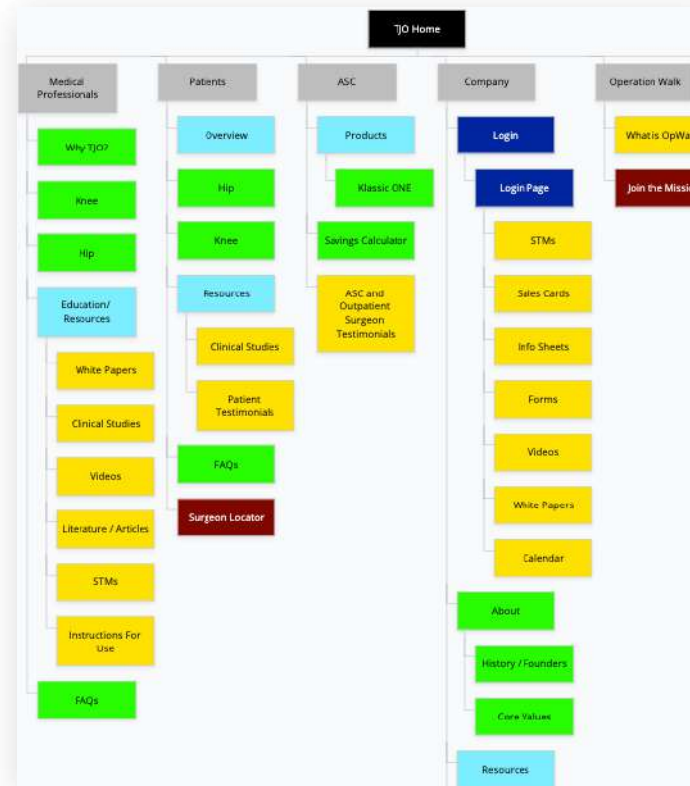 TJO Home
Medical
Professionals
Patients
ASC
Company
Operation Walk
Why TJO?
Knee
Hip
Education/
Resources
White Papers
Clinical Studies
Videos
Literature / Articles
STMs
Instructions For
Use
FAQs
Overview
Hip
Knee
Resources
Clinical Studies
Patient
Testimonials
FAQs
Surgeon Locator
Products
Klassic ONE
Savings Calculator
ASC and
Outpatient
Surgeon
Testimonials
Login
Login Page
STMs
Sales Cards
Info Sheets
Forms
Videos
White Papers
Calendar
About
History / Founders
Core Values
Resources
What is OpWa
Join the Missi